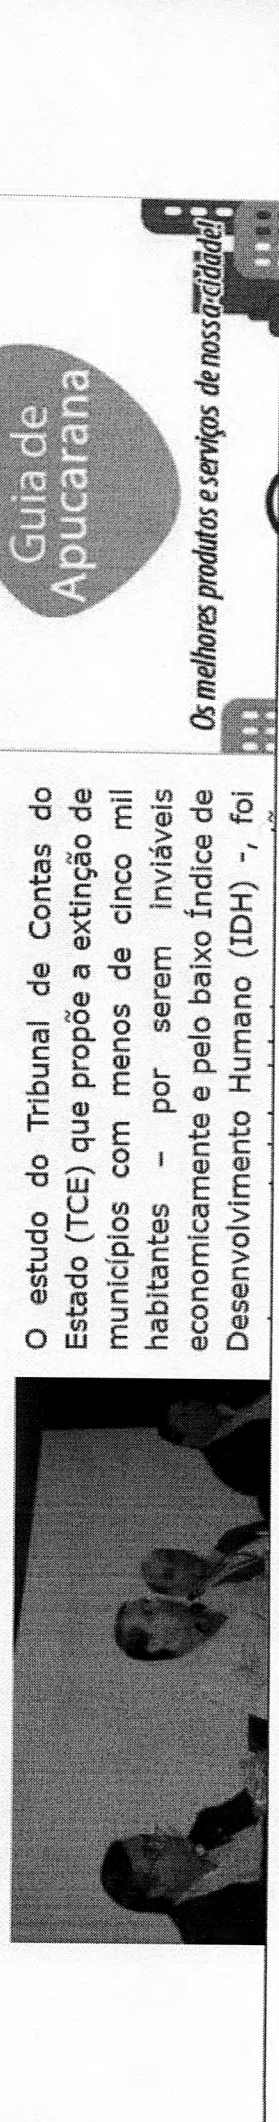 O estudo do Tribunal de Contas do
Estado (TCE) que propõe a extinção de
municípios com menos de cinco mil
habitantes – por serem inviáveis
economicamente e pelo baixo Índice de
Desenvolvimento Humano (IDH) -, foi
Guia de
Apucarana
Os melhores produtos e serviços de nossa cidade!